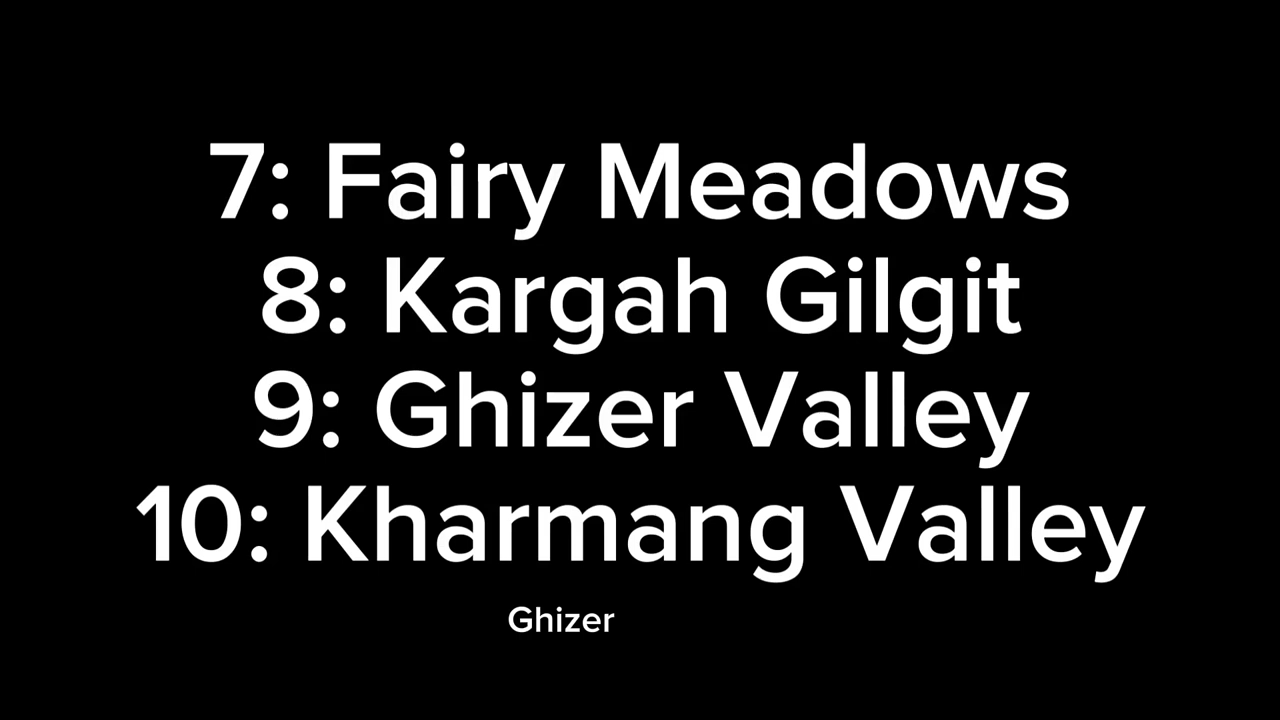 7: Fairy Meadows
8: Kargah Gilgit
9: Ghizer Valley
10: Kharmang Valley
Ghizer